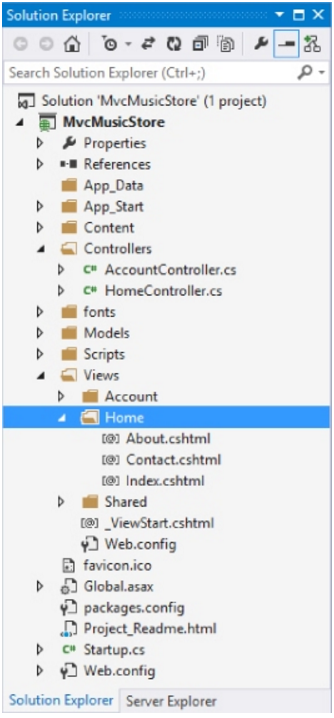 Solution Explorer
Search Solution Explorer (Ctrl+;)
Solution 'MvcMusicStore' (1 project)
MvcMusicStore
Properties
References
App_Data
App_Start
Content
Controllers
C# AccountController.cs
C# HomeController.cs
fonts
Models
Scripts
Views
Account
Home
[@] About.cshtml
[@] Contact.cshtml
[@] Index.cshtml
Shared
[@] _ViewStart.cshtml
Web.config
favicon.ico
Global.asax
packages.config
Project_Readme.html
C# Startup.cs
Web.config
Solution Explorer Server Explorer